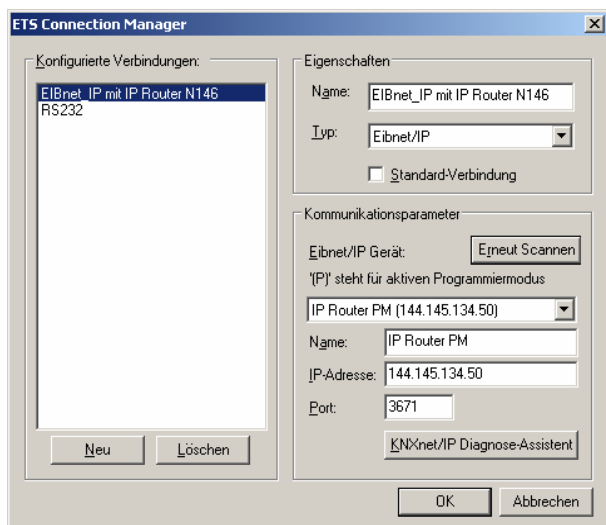 ETS Connection Manager
Konfigurierte Verbindungen:
EIBnet_IP mit IP Router N146
RS232
Neu
Löschen
Eigenschaften
Name:
EIBnet_IP mit IP Router N146
Typ:
Eibnet/IP
Standard-Verbindung
Kommunikationsparameter
Eibnet/IP Gerät:
Erneut Scannen
'(P)' steht für aktiven Programmiermodus
IP Router PM (144.145.134.50)
Name:
IP Router PM
IP-Adresse:
144.145.134.50
Port:
3671
KNXnet/IP Diagnose-Assistent
OK
Abbrechen